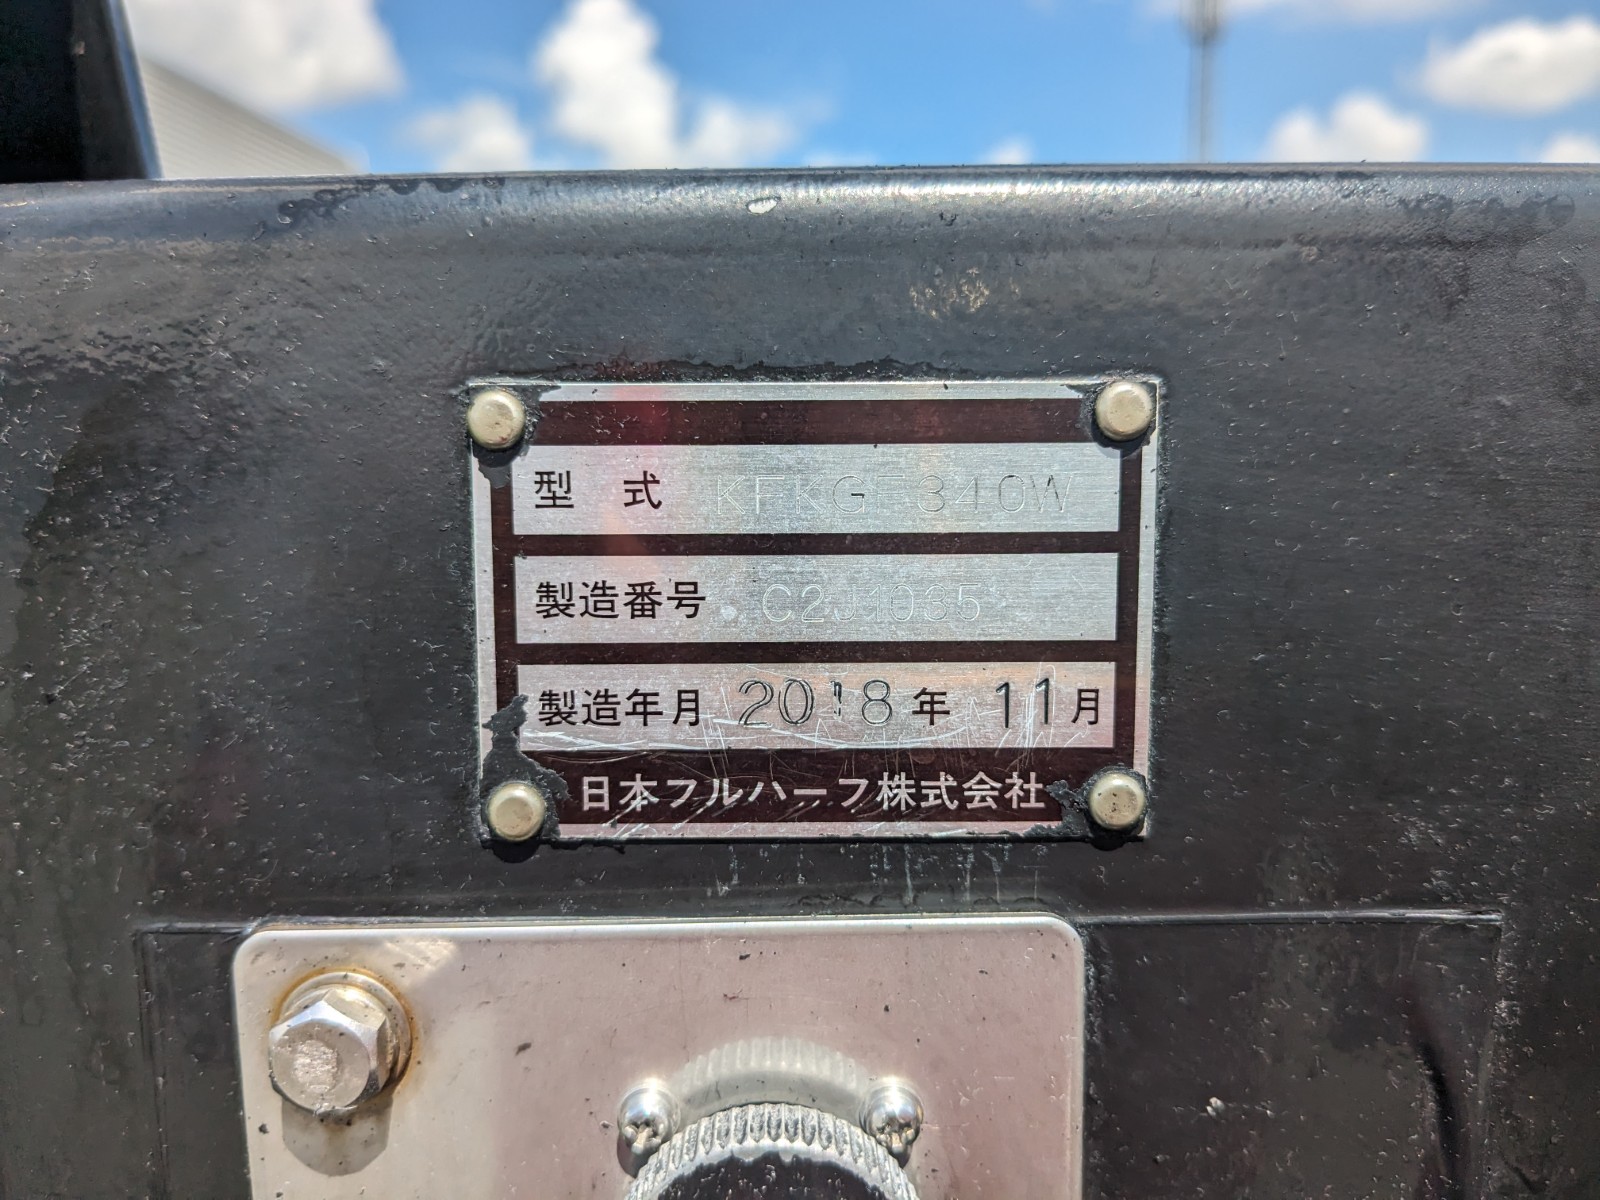 型 式 KFKGF340W
製造番号 C2J1035
製造年月 2018年 11月
日本フルハーフ株式会社